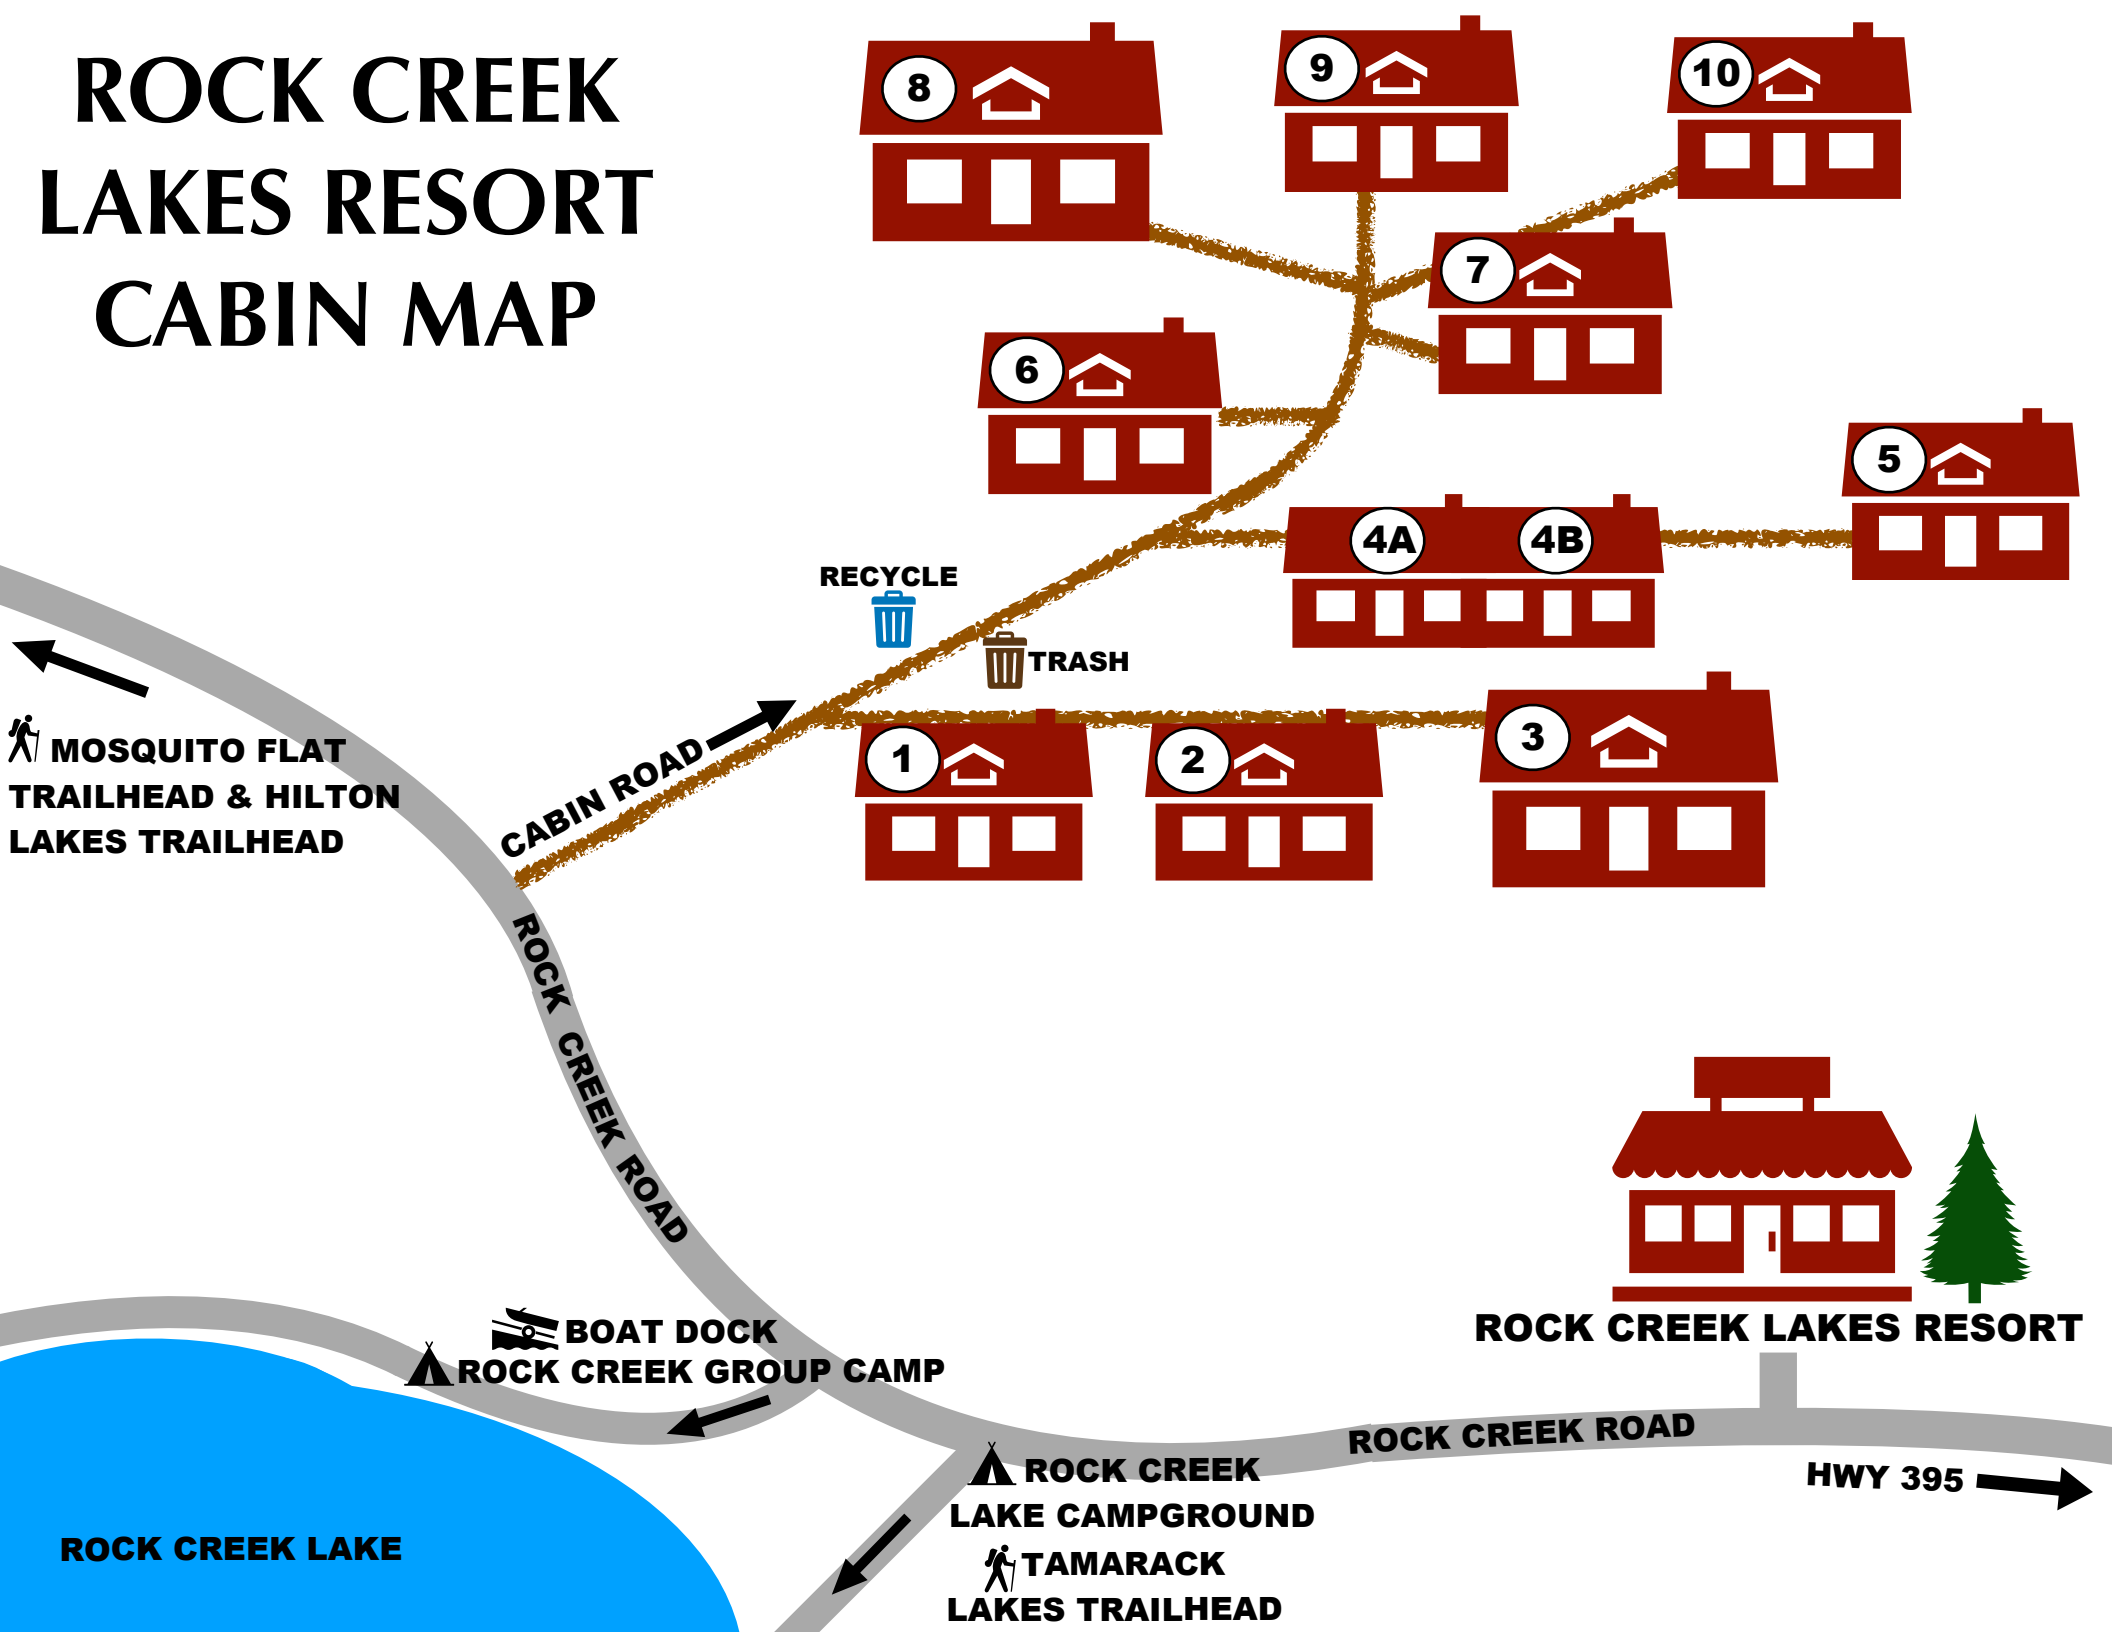 ROCK CREEK
LAKES RESORT
CABIN MAP
8
9
10
7
6
5
4A
4B
RECYCLE
TRASH
CABIN ROAD
1
2
3
MOSQUITO FLAT
TRAILHEAD & HILTON
LAKES TRAILHEAD
ROCK CREEK ROAD
BOAT DOCK
ROCK CREEK GROUP CAMP
ROCK CREEK LAKES RESORT
ROCK CREEK ROAD
HWY 395
ROCK CREEK
LAKE CAMPGROUND
TAMARACK
LAKES TRAILHEAD
ROCK CREEK LAKE